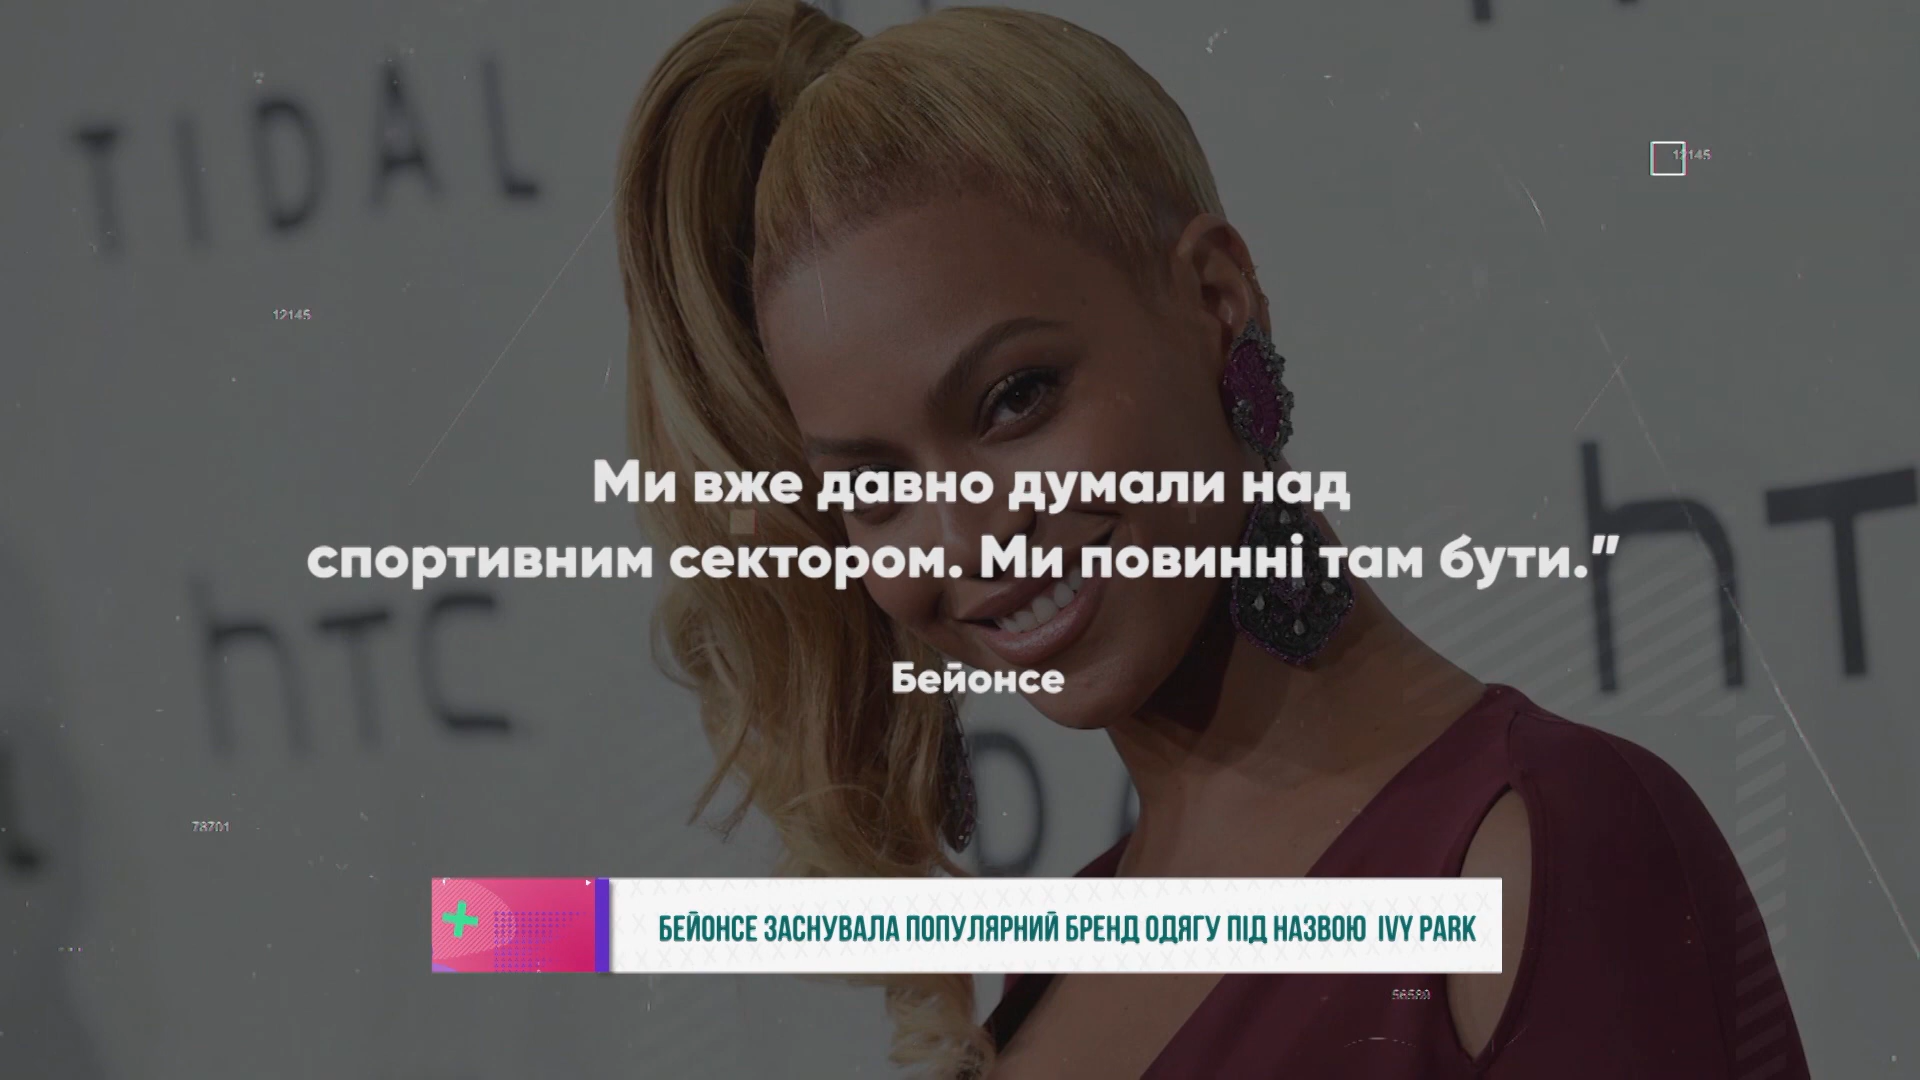 TIDAL
12145
12145
Ми вже давно думали над
спортивним сектором. Ми повинні там бути."
hTC
hT
Бейонсе
D
78701
БЕЙОНСЕ ЗАСНУВАЛА ПОПУЛЯРНИЙ БРЕНД ОДЯГУ ПІД НАЗВОЮ IVY PARK
56580